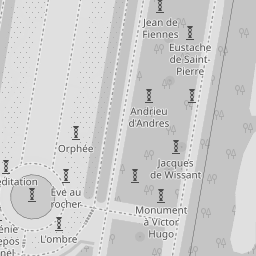 Jean de
Fiennes
Eustache
de Saint-
Pierre
Andrieu
d'Andres
Orphée
Jacques
de Wissant
Ève au
rocher
Monument
à Victor
Hugo
L'ombre